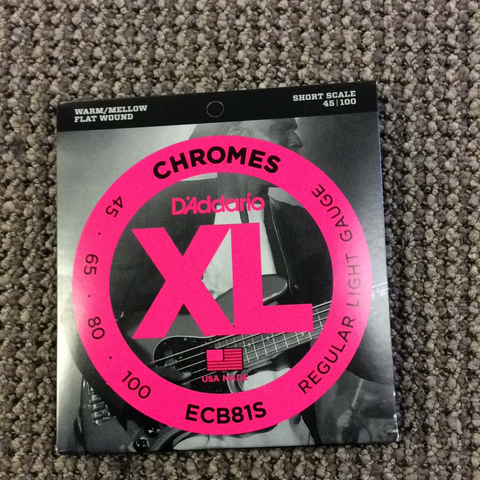 WARM/MELLOW
FLAT WOUND
SHORT SCALE
45 | 100
CHROMES
D'Addario
XL
USA MADE
45 · 65 · 80 · 100
REGULAR LIGHT GAUGE
ECB81S